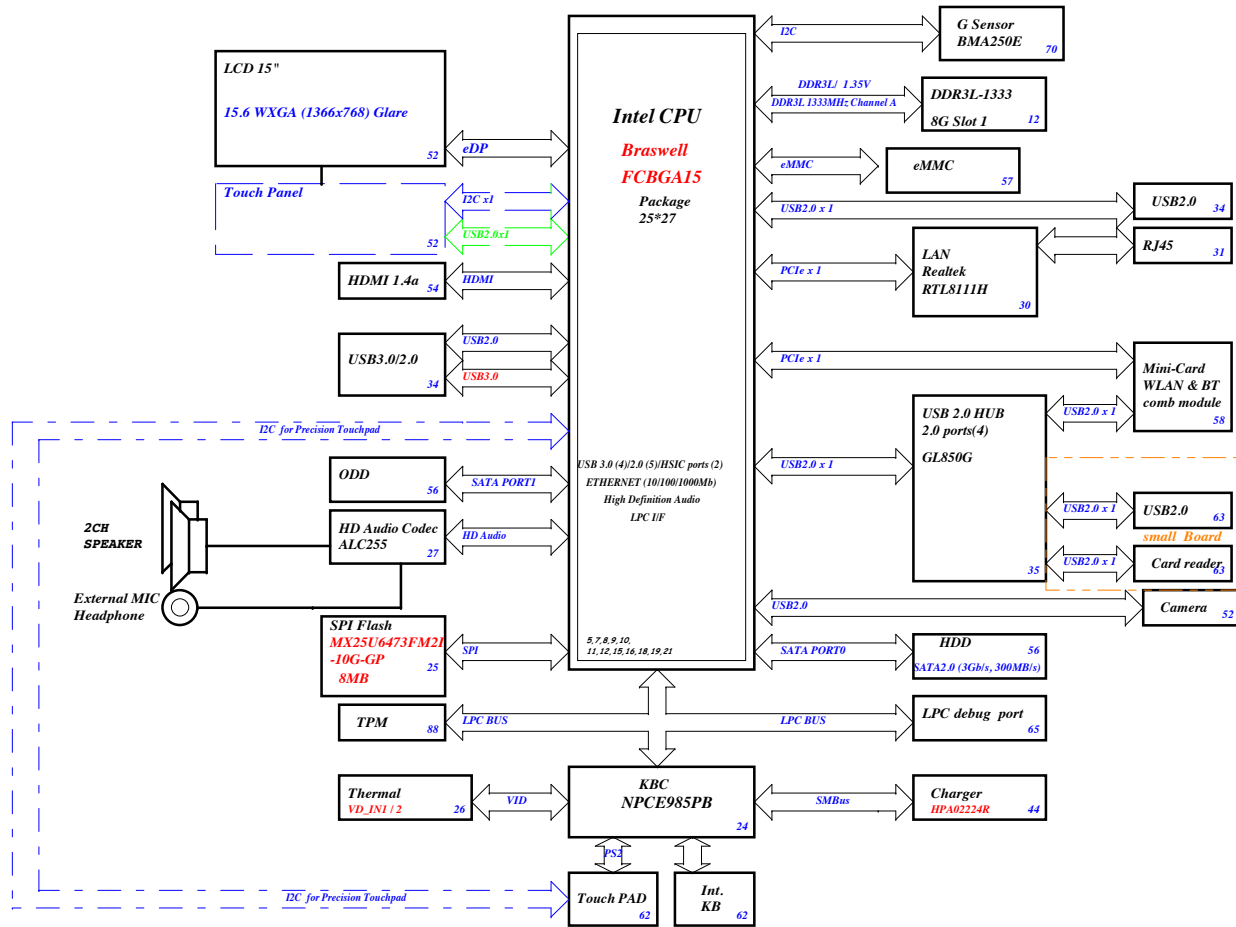 LCD 15"
15.6 WXGA (1366x768) Glare
52
eDP
Touch Panel
52
I2C x1
USB2.0x1
HDMI 1.4a
54
HDMI
USB3.0/2.0
34
USB2.0
USB3.0
I2C for Precision Touchpad
ODD
56
SATA PORT1
2CH
SPEAKER
HD Audio Codec
ALC255
27
HD Audio
External MIC
Headphone
SPI Flash
MX25U6473FM2I
-10G-GP
8MB
25
SPI
TPM
88
LPC BUS
Thermal
VD_IN1 / 2
26
VID
I2C for Precision Touchpad
Intel CPU
Braswell
FCBGA15
Package
25*27
USB 3.0 (4)/2.0 (5)/HSIC ports (2)
ETHERNET (10/100/1000Mb)
High Definition Audio
LPC I/F
5,7,8,9,10,
11,12,15,16,18,19,21
KBC
NPCE985PB
24
PS2
Touch PAD
62
Int.
KB
62
I2C
G Sensor
BMA250E
70
DDR3L/ 1.35V
DDR3L 1333MHz Channel A
DDR3L-1333
8G Slot 1
12
eMMC
eMMC
57
USB2.0 x 1
USB2.0
34
RJ45
31
PCIe x 1
LAN
Realtek
RTL8111H
30
PCIe x 1
Mini-Card
WLAN & BT
comb module
58
USB 2.0 HUB
2.0 ports(4)
GL850G
35
USB2.0 x 1
USB2.0 x 1
USB2.0 x 1
USB2.0
63
small Board
USB2.0 x 1
Card reader
63
USB2.0
Camera
52
SATA PORT0
HDD
56
SATA2.0 (3Gb/s, 300MB/s)
LPC BUS
LPC debug port
65
SMBus
Charger
HPA02224R
44